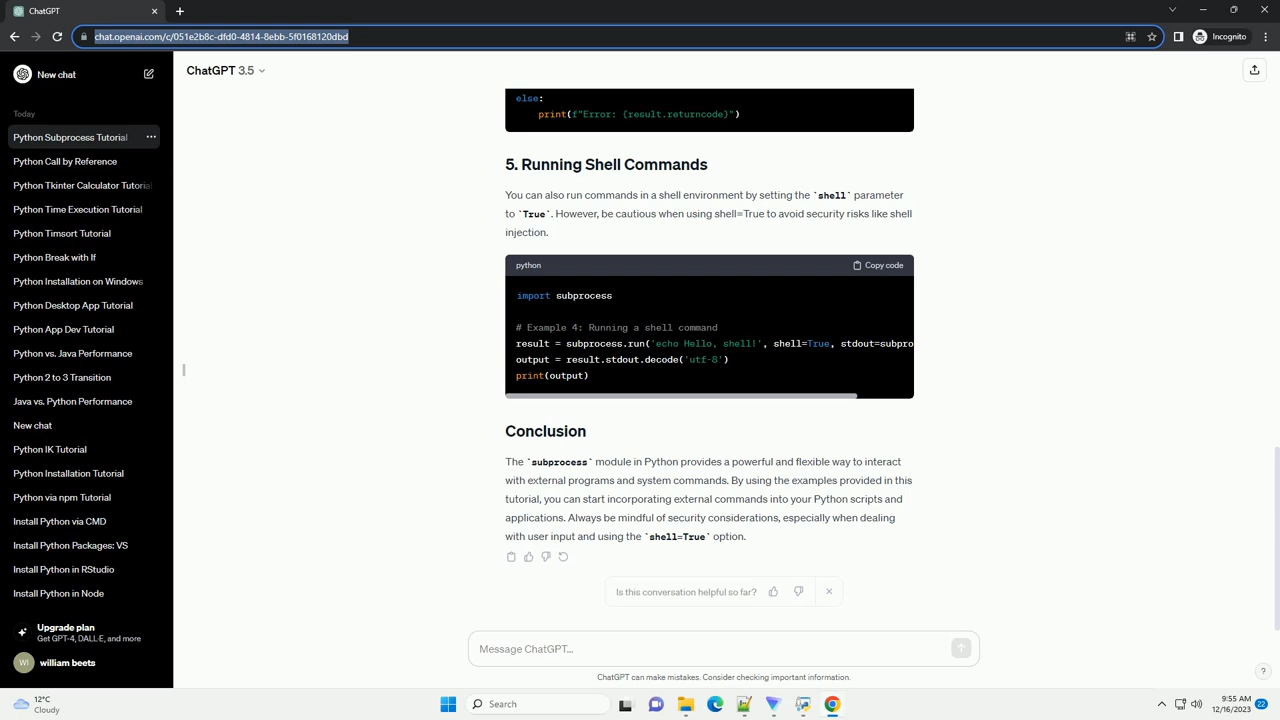 ChatGPT
chat.openai.com/c/051e2b8c-dfd0-4814-8ebb-5f0168120dbd
Incognito
New chat
Today
Python Subprocess Tutorial
Python Call by Reference
Python Tkinter Calculator Tutorial
Python Time Execution Tutorial
Python Timsort Tutorial
Python Break with If
Python Installation on Windows
Python Desktop App Tutorial
Python App Dev Tutorial
Python vs. Java Performance
Python 2 to 3 Transition
Java vs. Python Performance
New chat
Python IK Tutorial
Python Installation Tutorial
Python via npm Tutorial
Install Python via CMD
Install Python Packages: VS
Install Python in RStudio
Install Python in Node
Upgrade plan
Get GPT-4, DALL·E, and more
WI
william beets
ChatGPT 3.5
else:
print(f"Error: {result.returncode}")
5. Running Shell Commands
You can also run commands in a shell environment by setting the `shell` parameter
to `True`. However, be cautious when using shell=True to avoid security risks like shell
injection.
python
Copy code
import subprocess
# Example 4: Running a shell command
result = subprocess.run('echo Hello, shell!', shell=True, stdout=subpro
output = result.stdout.decode('utf-8')
print(output)
Conclusion
The `subprocess` module in Python provides a powerful and flexible way to interact
with external programs and system commands. By using the examples provided in this
tutorial, you can start incorporating external commands into your Python scripts and
applications. Always be mindful of security considerations, especially when dealing
with user input and using the `shell=True` option.
Is this conversation helpful so far?
Message ChatGPT...
ChatGPT can make mistakes. Consider checking important information.
?
12°C
Cloudy
Search
9:55 AM
12/16/2023
22